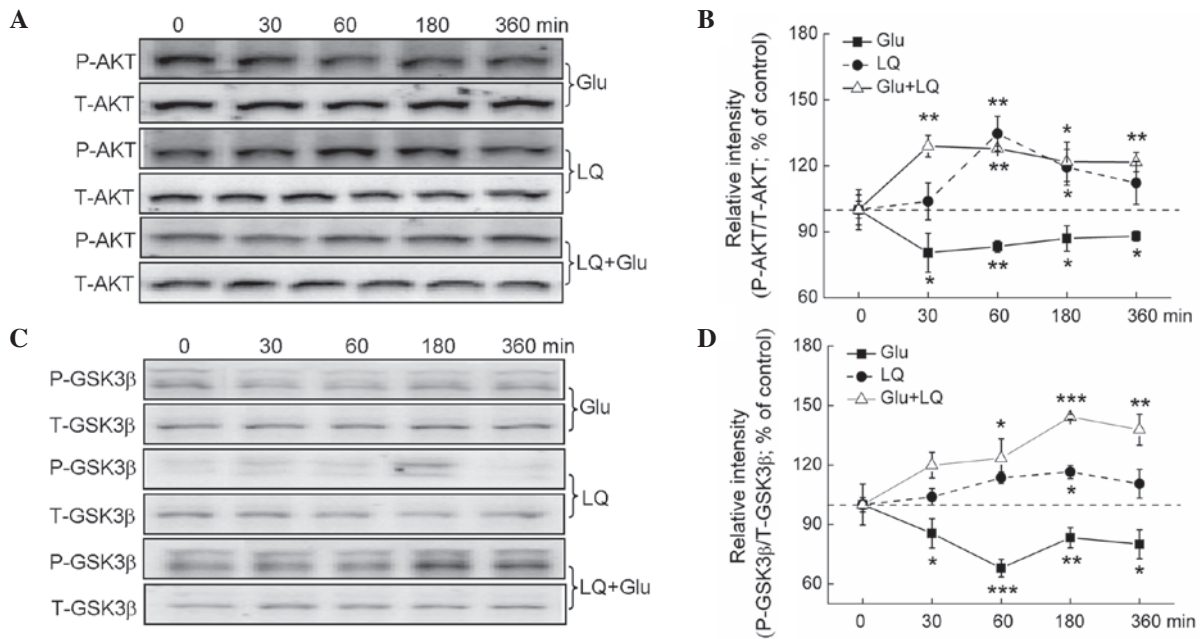 A
0 30 60 180 360 min
P-AKT
T-AKT
Glu
P-AKT
T-AKT
LQ
P-AKT
T-AKT
LQ+Glu
B
Relative intensity
(P-AKT/T-AKT; % of control)
180
150
120
90
60
Glu
LQ
Glu+LQ
** ** * **
**
*
* ** * *
0 30 60 180 360 min
C
0 30 60 180 360 min
P-GSK3β
T-GSK3β
Glu
P-GSK3β
T-GSK3β
LQ
P-GSK3β
T-GSK3β
LQ+Glu
D
Relative intensity
(P-GSK3β/T-GSK3β; % of control)
180
150
120
90
60
Glu
LQ
Glu+LQ
* *** **
*
* *** ** *
0 30 60 180 360 min